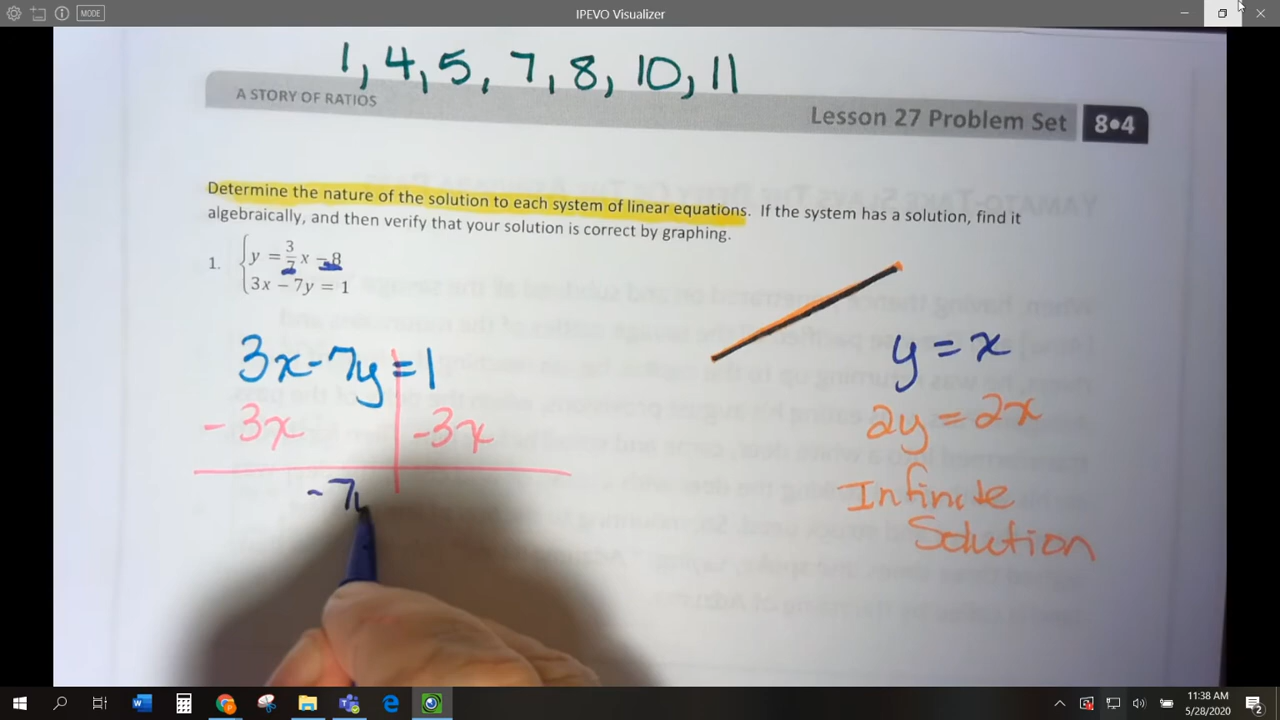 MODE
IPEVO Visualizer
1, 4, 5, 7, 8, 10, 11
A STORY OF RATIOS
Lesson 27 Problem Set 8•4
Determine the nature of the solution to each system of linear equations. If the system has a solution, find it
algebraically, and then verify that your solution is correct by graphing.
1. y = 3/7 x − 8
3x − 7y = 1
3x - 7y = 1
- 3x - 3x
- 7y
y = x
2y = 2x
Infinite
Solution
11:38 AM
5/28/2020
2